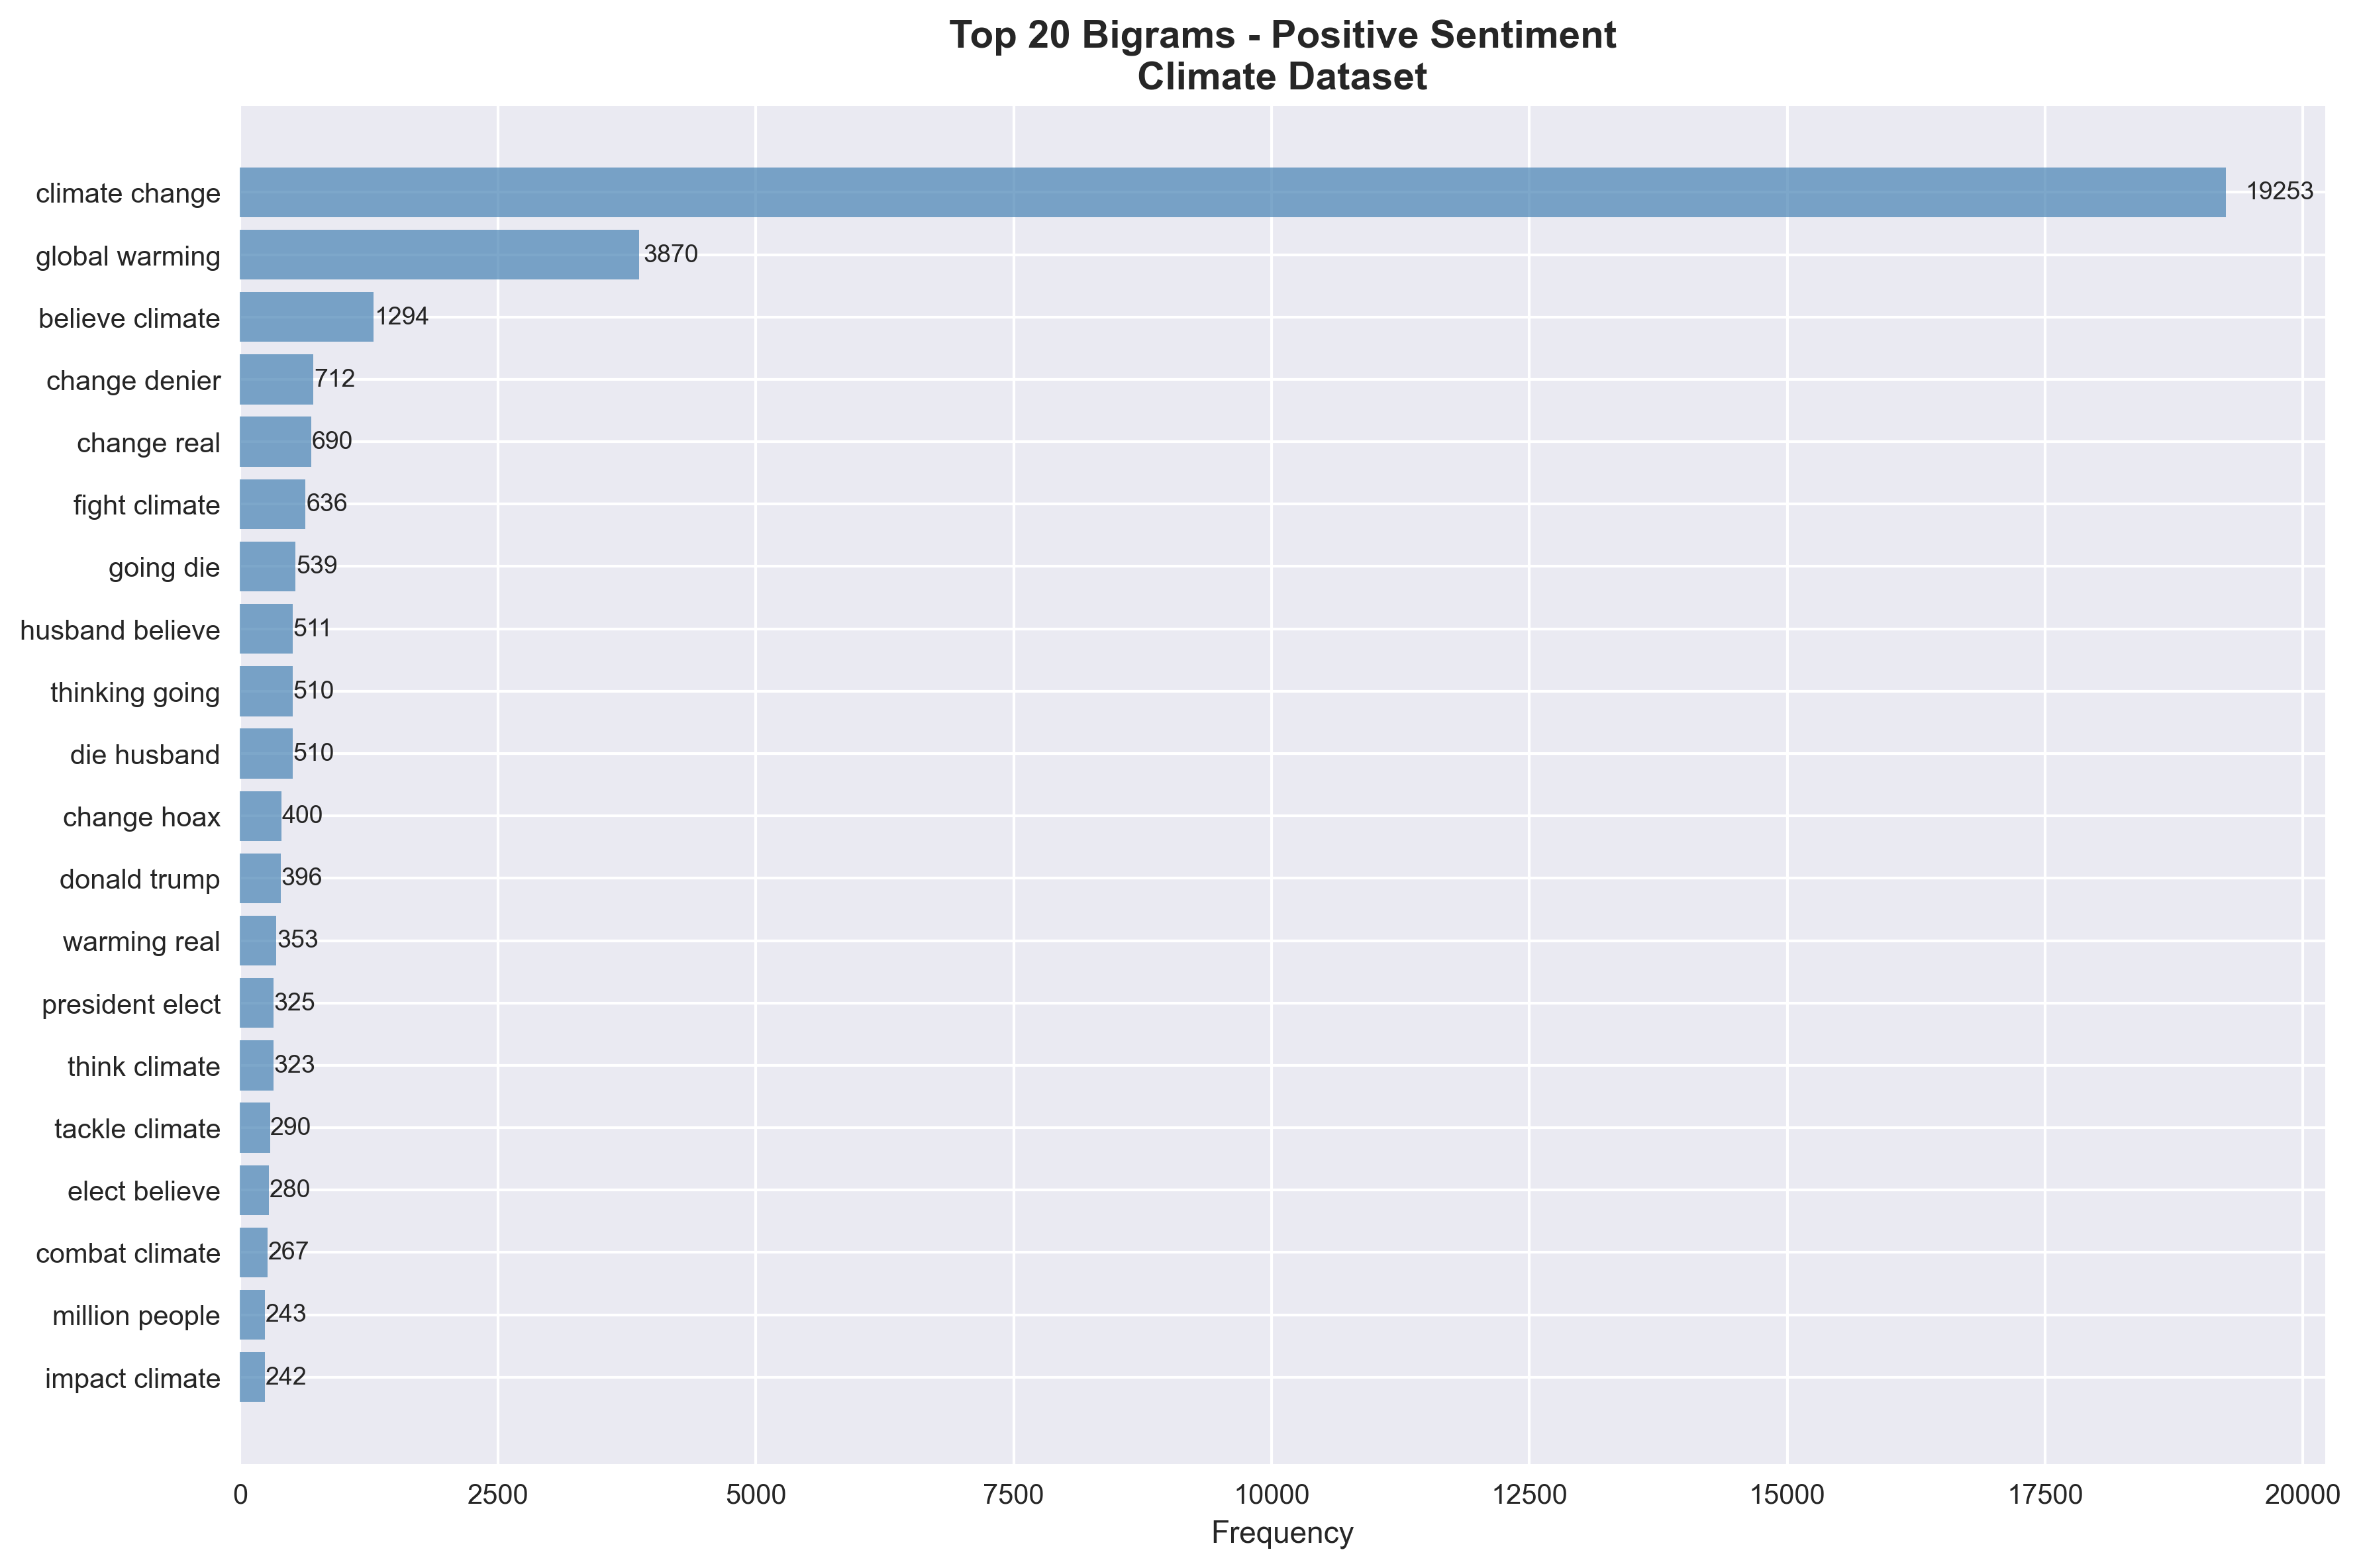 Top 20 Bigrams - Positive Sentiment
Climate Dataset
climate change 19253
global warming 3870
believe climate 1294
change denier 712
change real 690
fight climate 636
going die 539
husband believe 511
thinking going 510
die husband 510
change hoax 400
donald trump 396
warming real 353
president elect 325
think climate 323
tackle climate 290
elect believe 280
combat climate 267
million people 243
impact climate 242
0 2500 5000 7500 10000 12500 15000 17500 20000
Frequency